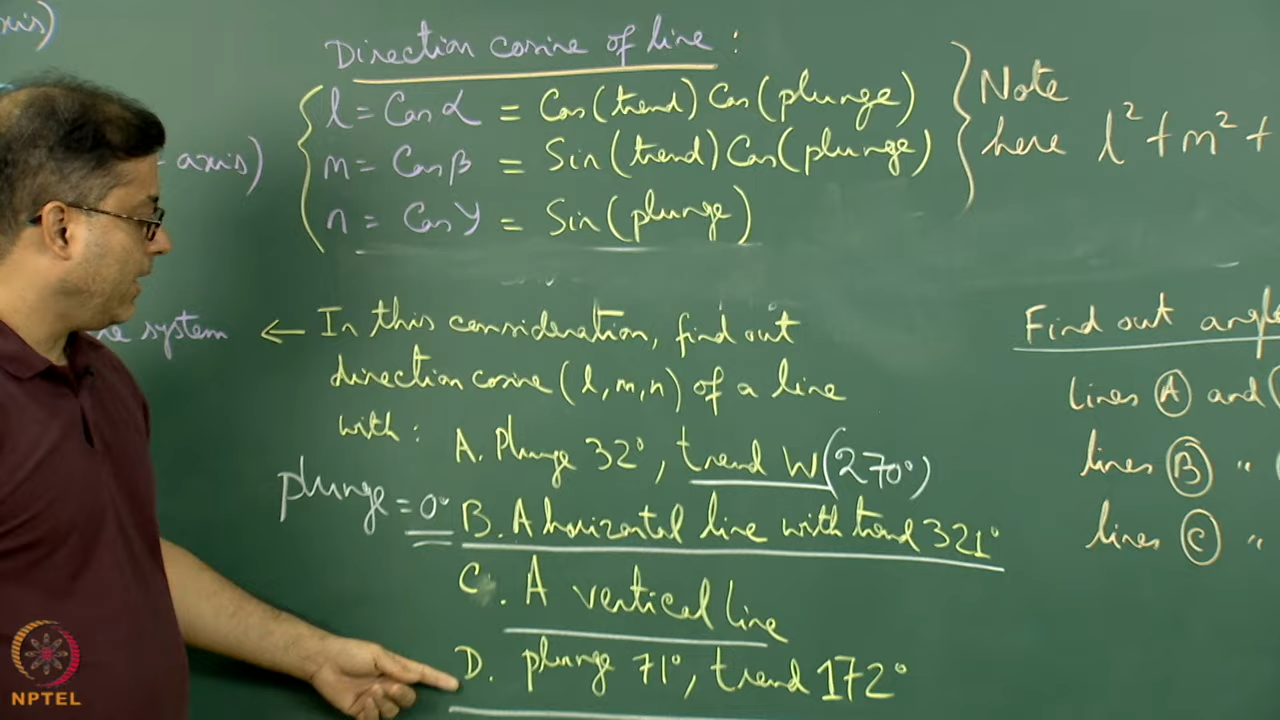 xis)
Direction cosine of line :
l = Cos α = Cos(trend) Cos(plunge)
m = Cos β = Sin(trend) Cos(plunge)
n = Cos γ = Sin(plunge)
Note
here l² + m² +
- axis)
system
← In this consideration, find out
direction cosine (l, m, n) of a line
with :
A. Plunge 32°, trend W (270°)
plunge = 0°
B. A horizontal line with trend 321°
C. A vertical line
D. plunge 71°, trend 172°
Find out angle
lines A and
lines B "
lines C "
NPTEL